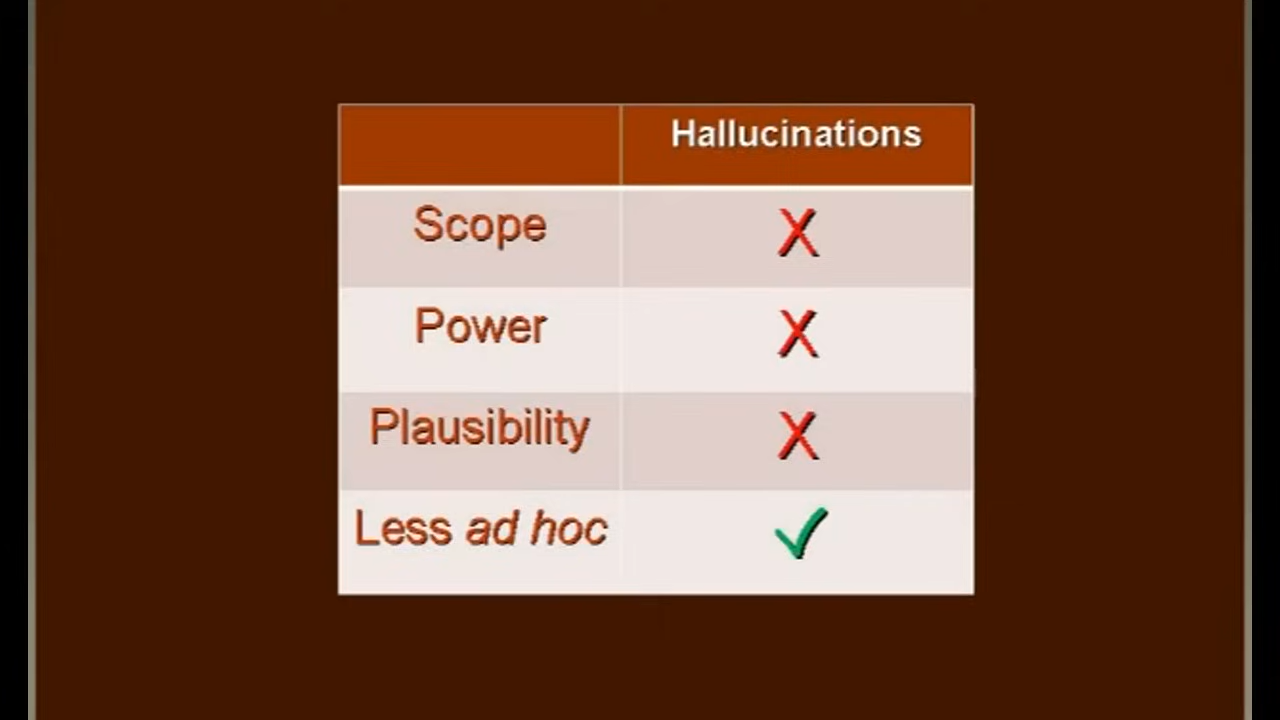 Hallucinations
Scope X
Power X
Plausibility X
Less ad hoc ✓